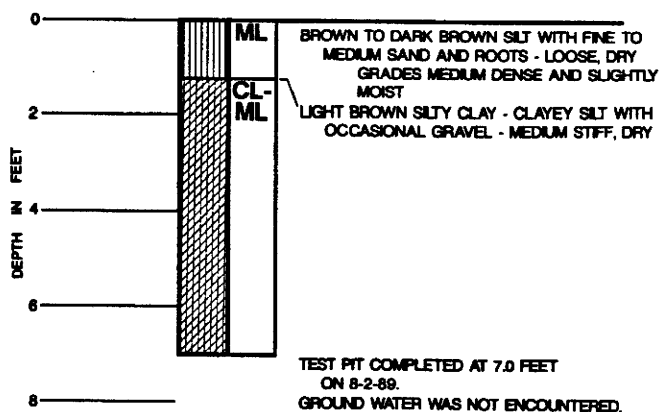 0
ML
BROWN TO DARK BROWN SILT WITH FINE TO
MEDIUM SAND AND ROOTS - LOOSE, DRY
GRADES MEDIUM DENSE AND SLIGHTLY
MOIST
CL-
ML
LIGHT BROWN SILTY CLAY - CLAYEY SILT WITH
OCCASIONAL GRAVEL - MEDIUM STIFF, DRY
2
4
6
8
DEPTH IN FEET
TEST PIT COMPLETED AT 7.0 FEET
ON 8-2-89.
GROUND WATER WAS NOT ENCOUNTERED.